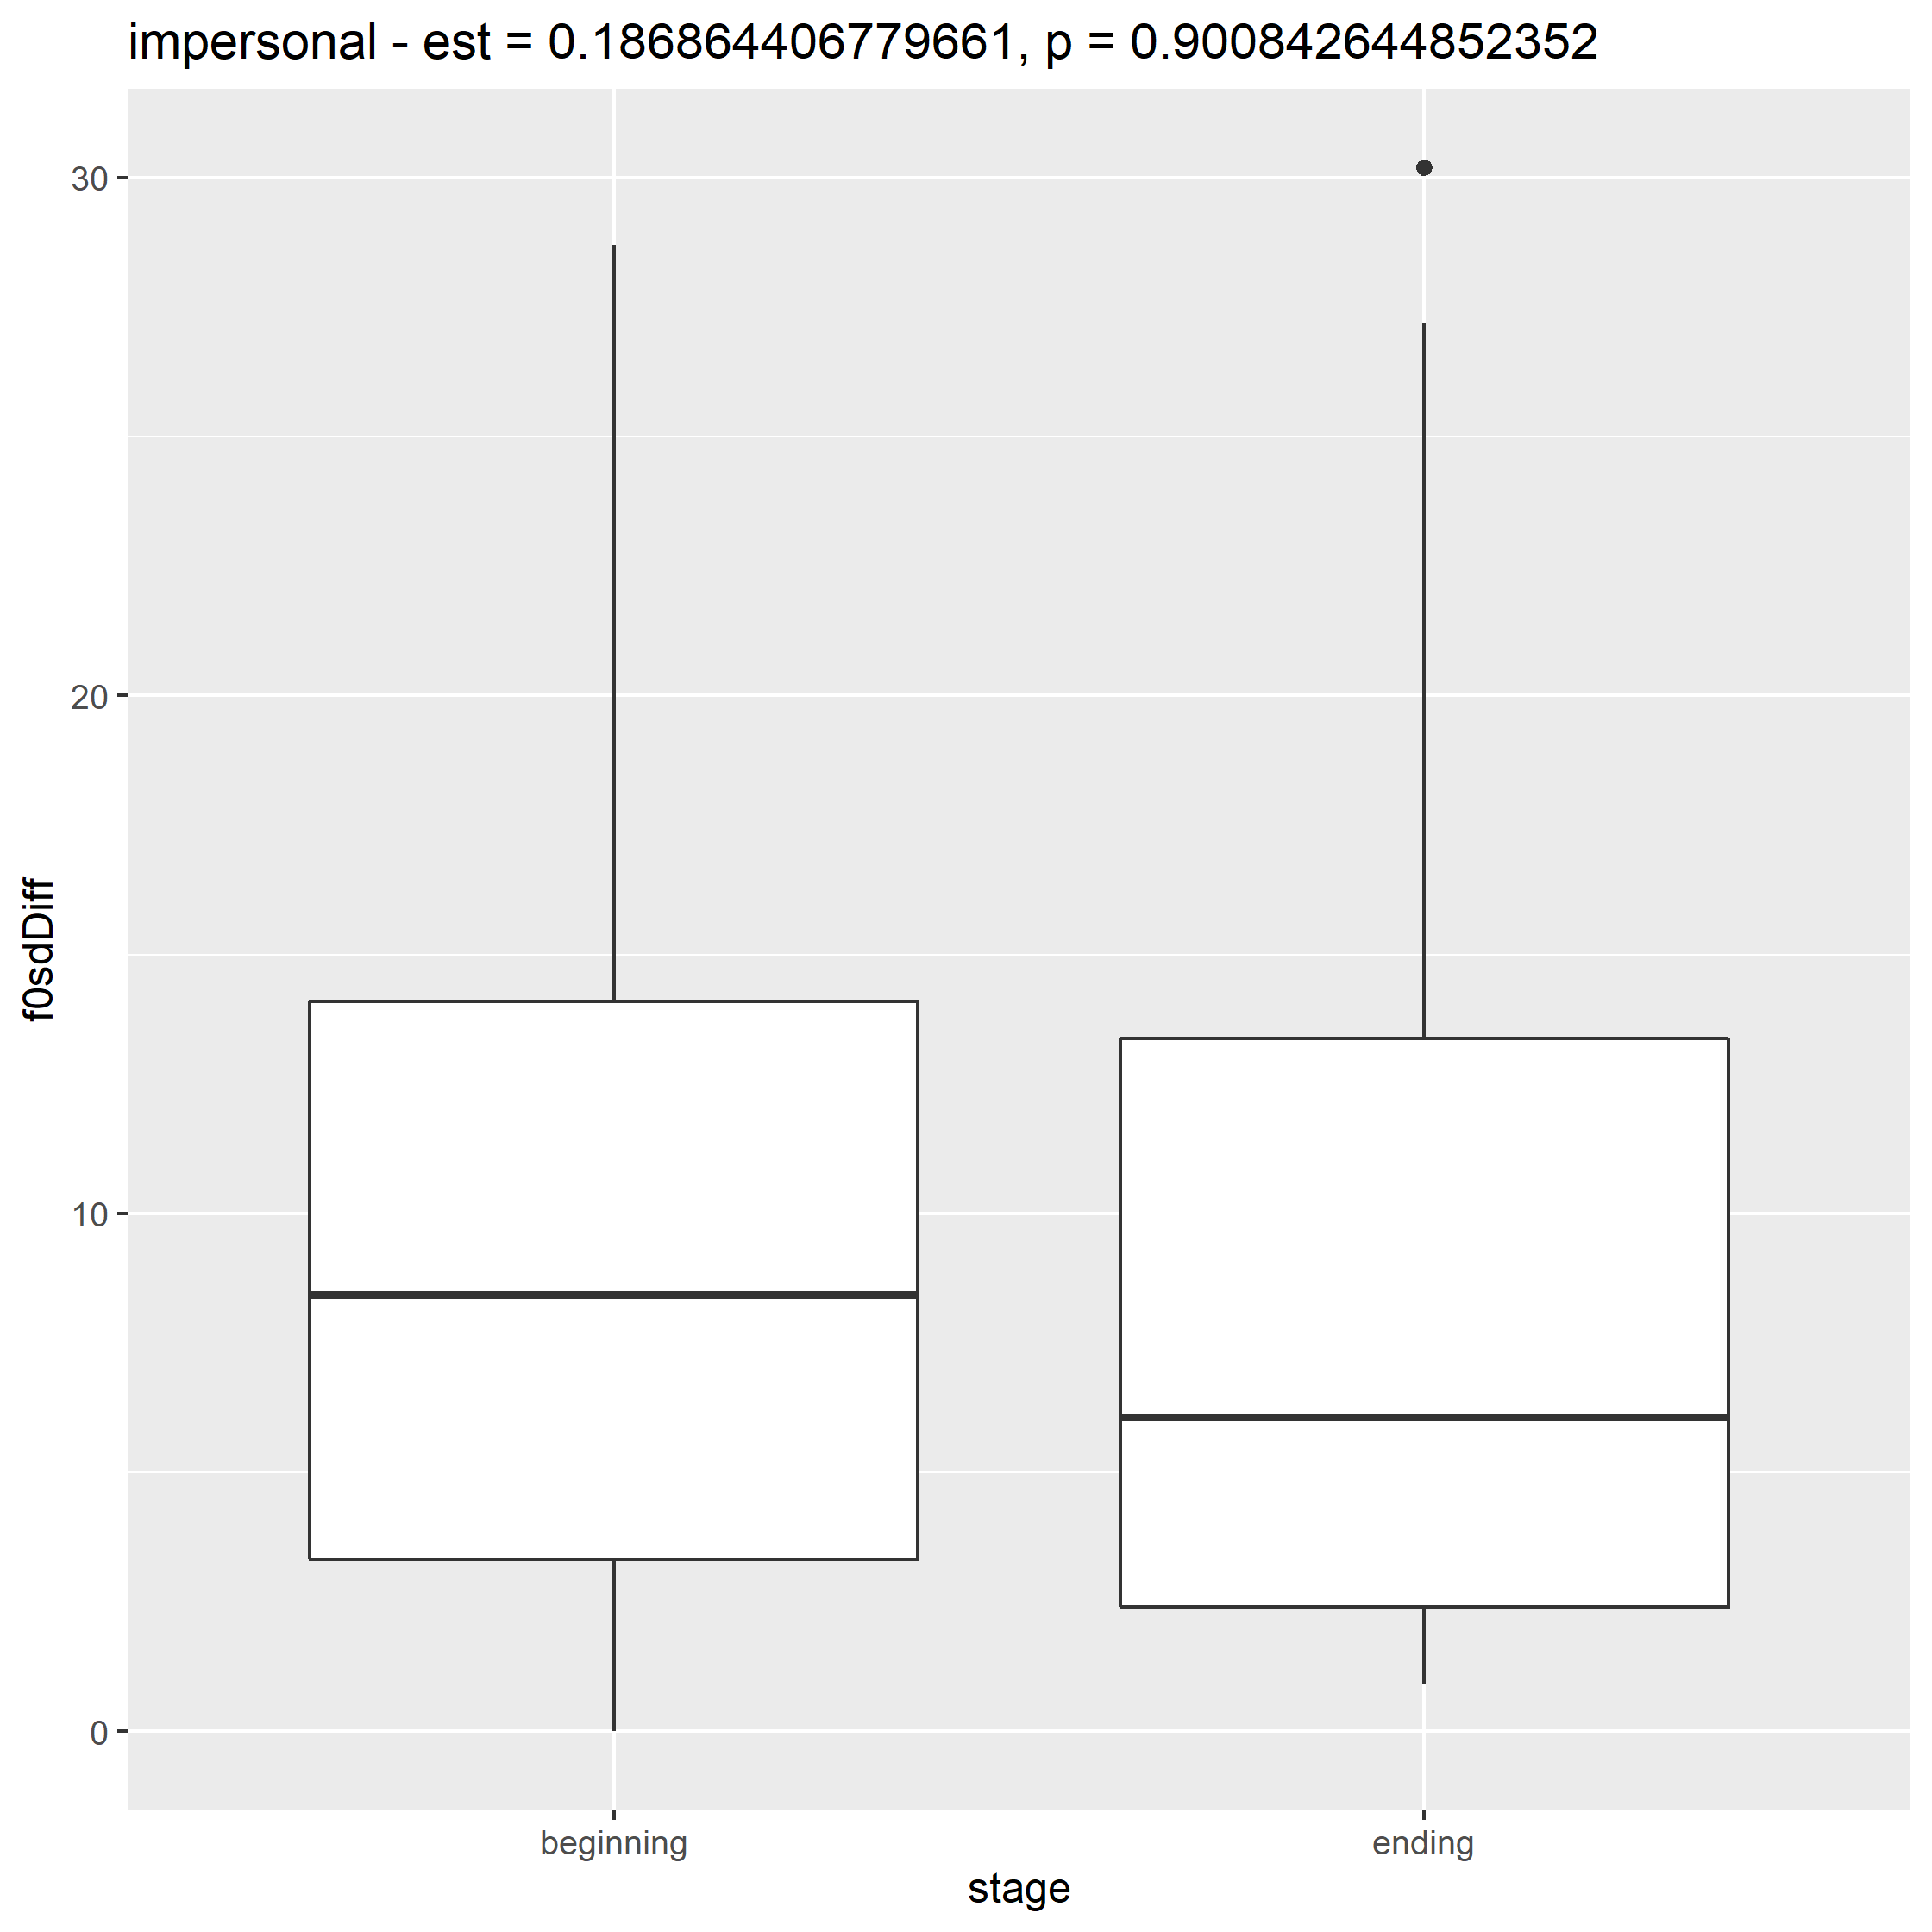 impersonal - est = 0.186864406779661, p = 0.900842644852352
30
20
10
0
f0sdDiff
beginning
ending
stage